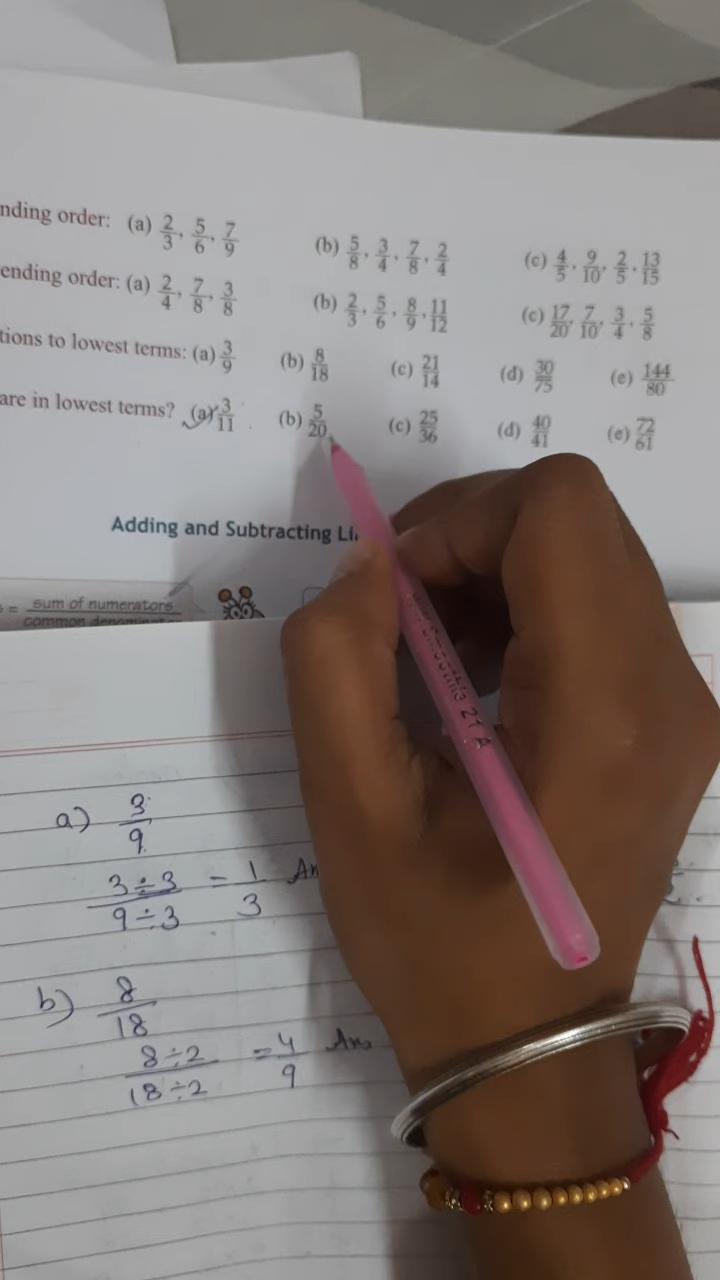 nding order: (a) 2/3, 5/6, 7/9 (b) 5/8, 3/4, 7/8, 2/4 (c) 4/5, 9/10, 2/5, 13/15
ending order: (a) 2/4, 7/8, 3/8 (b) 2/3, 5/6, 8/9, 11/12 (c) 17/20, 7/10, 3/4, 5/8
tions to lowest terms: (a) 3/9 (b) 8/18 (c) 21/14 (d) 30/75 (e) 144/80
are in lowest terms? (a) 3/11 (b) 5/20 (c) 25/36 (d) 40/41 (e) 72/61
Adding and Subtracting Li
= sum of numerators
common
a) 3/9
3÷3/9÷3 = 1/3 An
b) 8/18
8÷2/18÷2 = 4/9 Ans
21 A